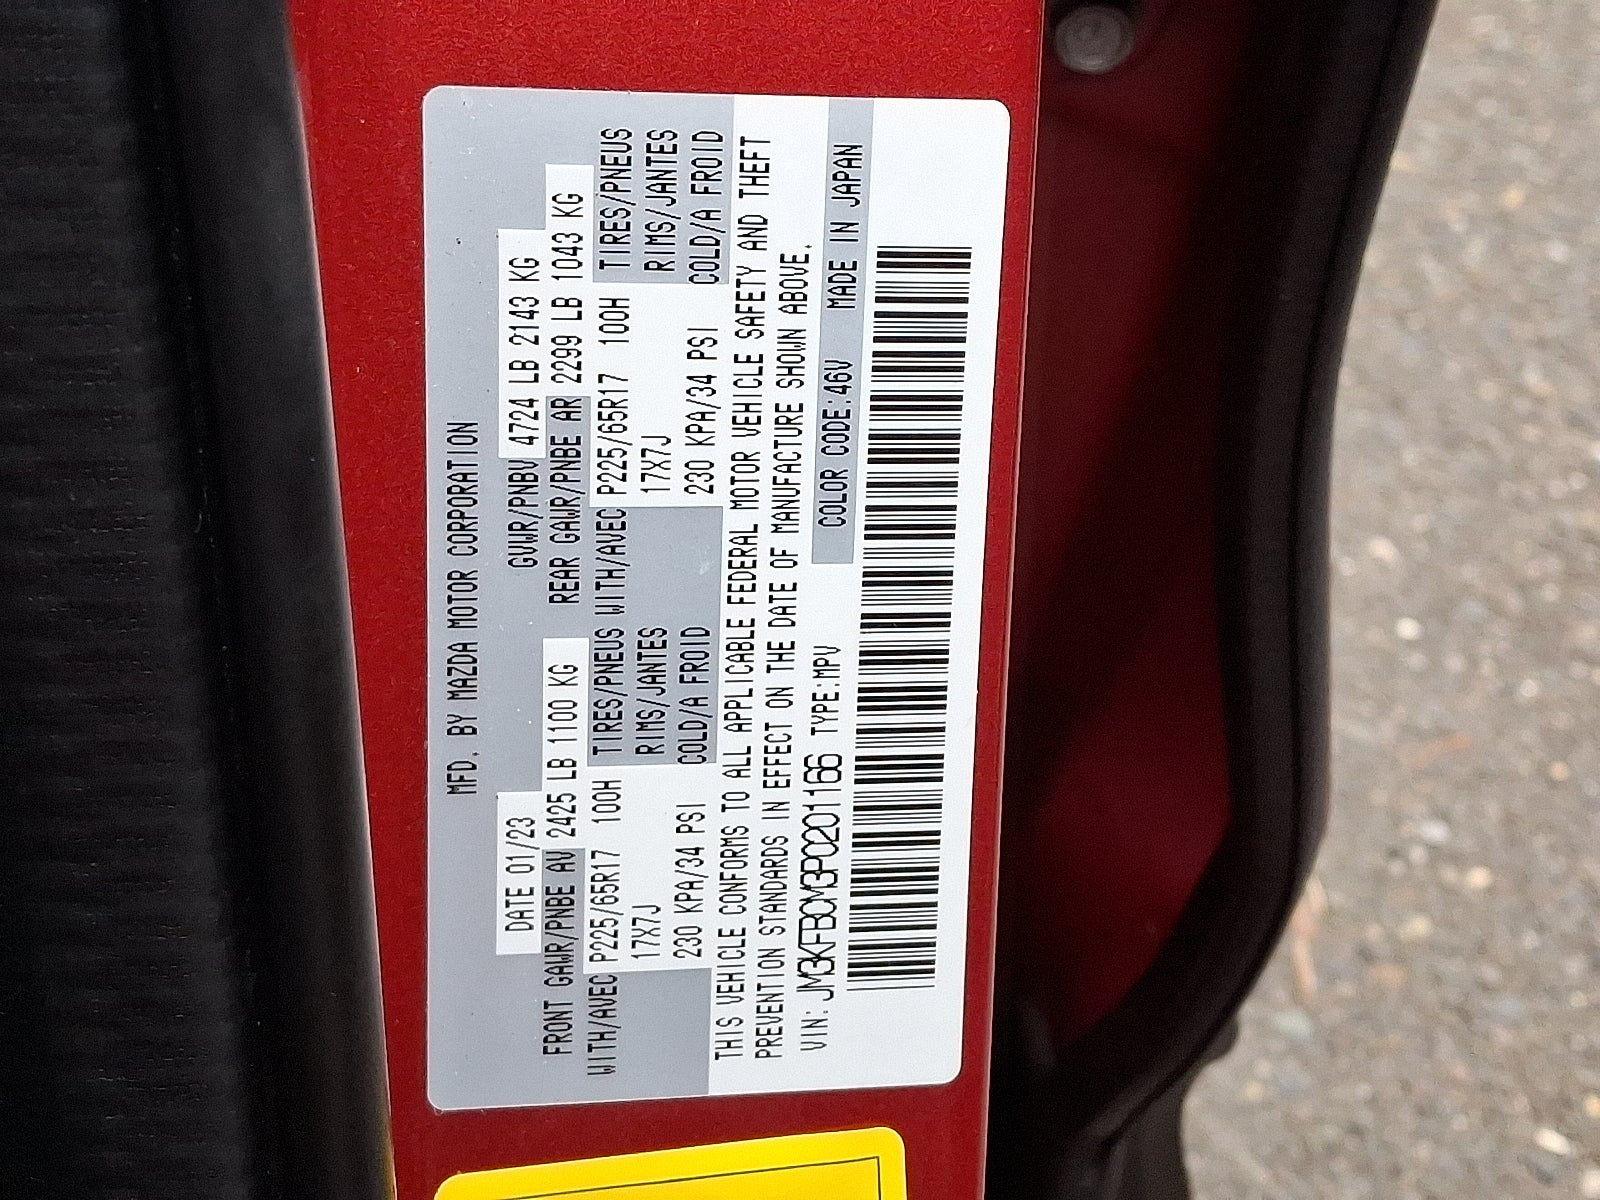 MFD. BY MAZDA MOTOR CORPORATION
DATE 01/23 GVWR/PNBV 4724 LB 2143 KG
FRONT GAWR/PNBE AV 2425 LB 1100 KG REAR GAWR/PNBE AR 2299 LB 1043 KG
WITH/AVEC P225/65R17 100H TIRES/PNEUS WITH/AVEC P225/65R17 100H TIRES/PNEUS
17X7J RIMS/JANTES 17X7J RIMS/JANTES
230 KPA/34 PSI COLD/A FROID 230 KPA/34 PSI COLD/A FROID
THIS VEHICLE CONFORMS TO ALL APPLICABLE FEDERAL MOTOR VEHICLE SAFETY AND THEFT
PREVENTION STANDARDS IN EFFECT ON THE DATE OF MANUFACTURE SHOWN ABOVE.
VIN: JM3KFBCM3P0201166 TYPE:MPV COLOR CODE:46V MADE IN JAPAN